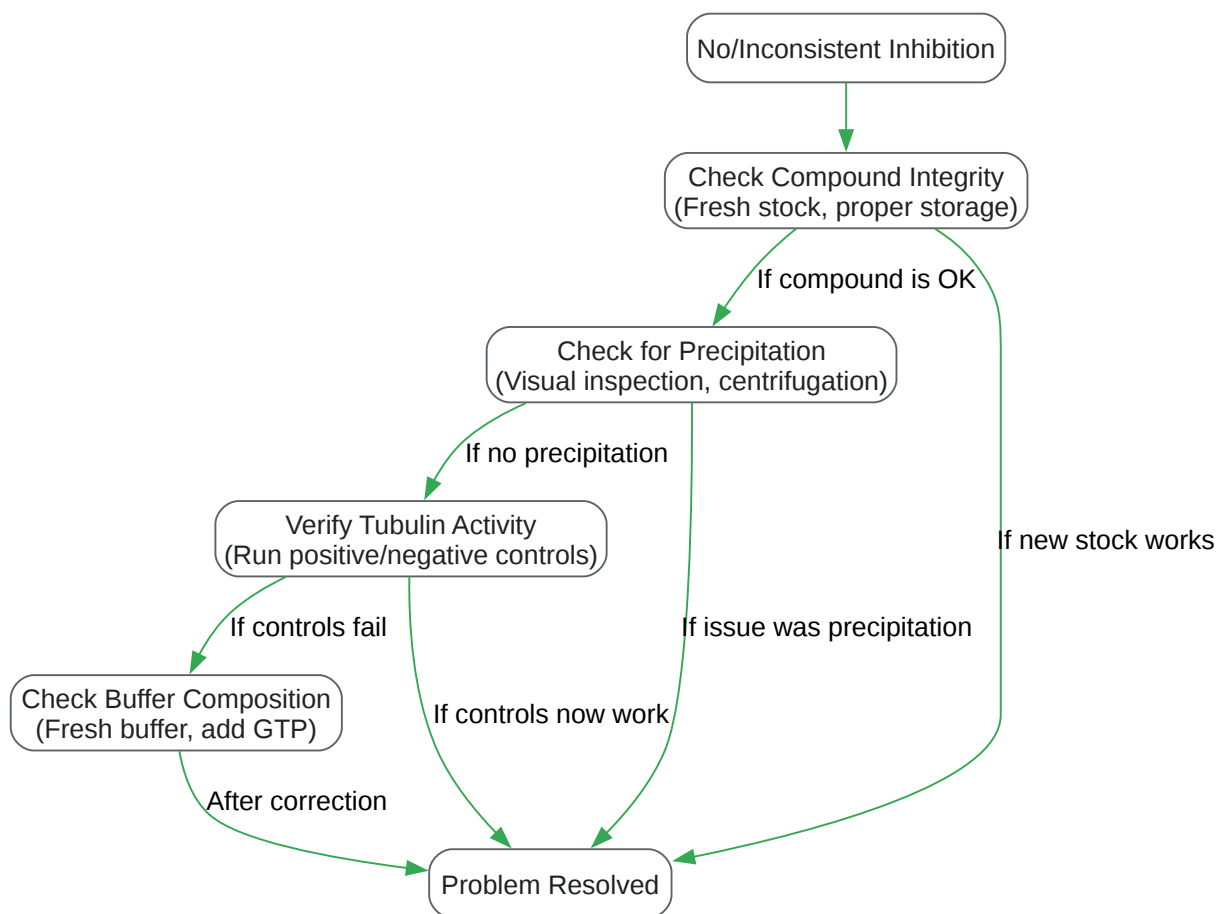 No/Inconsistent Inhibition
Check Compound Integrity
(Fresh stock, proper storage)
If compound is OK
Check for Precipitation
(Visual inspection, centrifugation)
If no precipitation
Verify Tubulin Activity
(Run positive/negative controls)
If new stock works
If controls fail
If issue was precipitation
Check Buffer Composition
(Fresh buffer, add GTP)
If controls now work
After correction
Problem Resolved